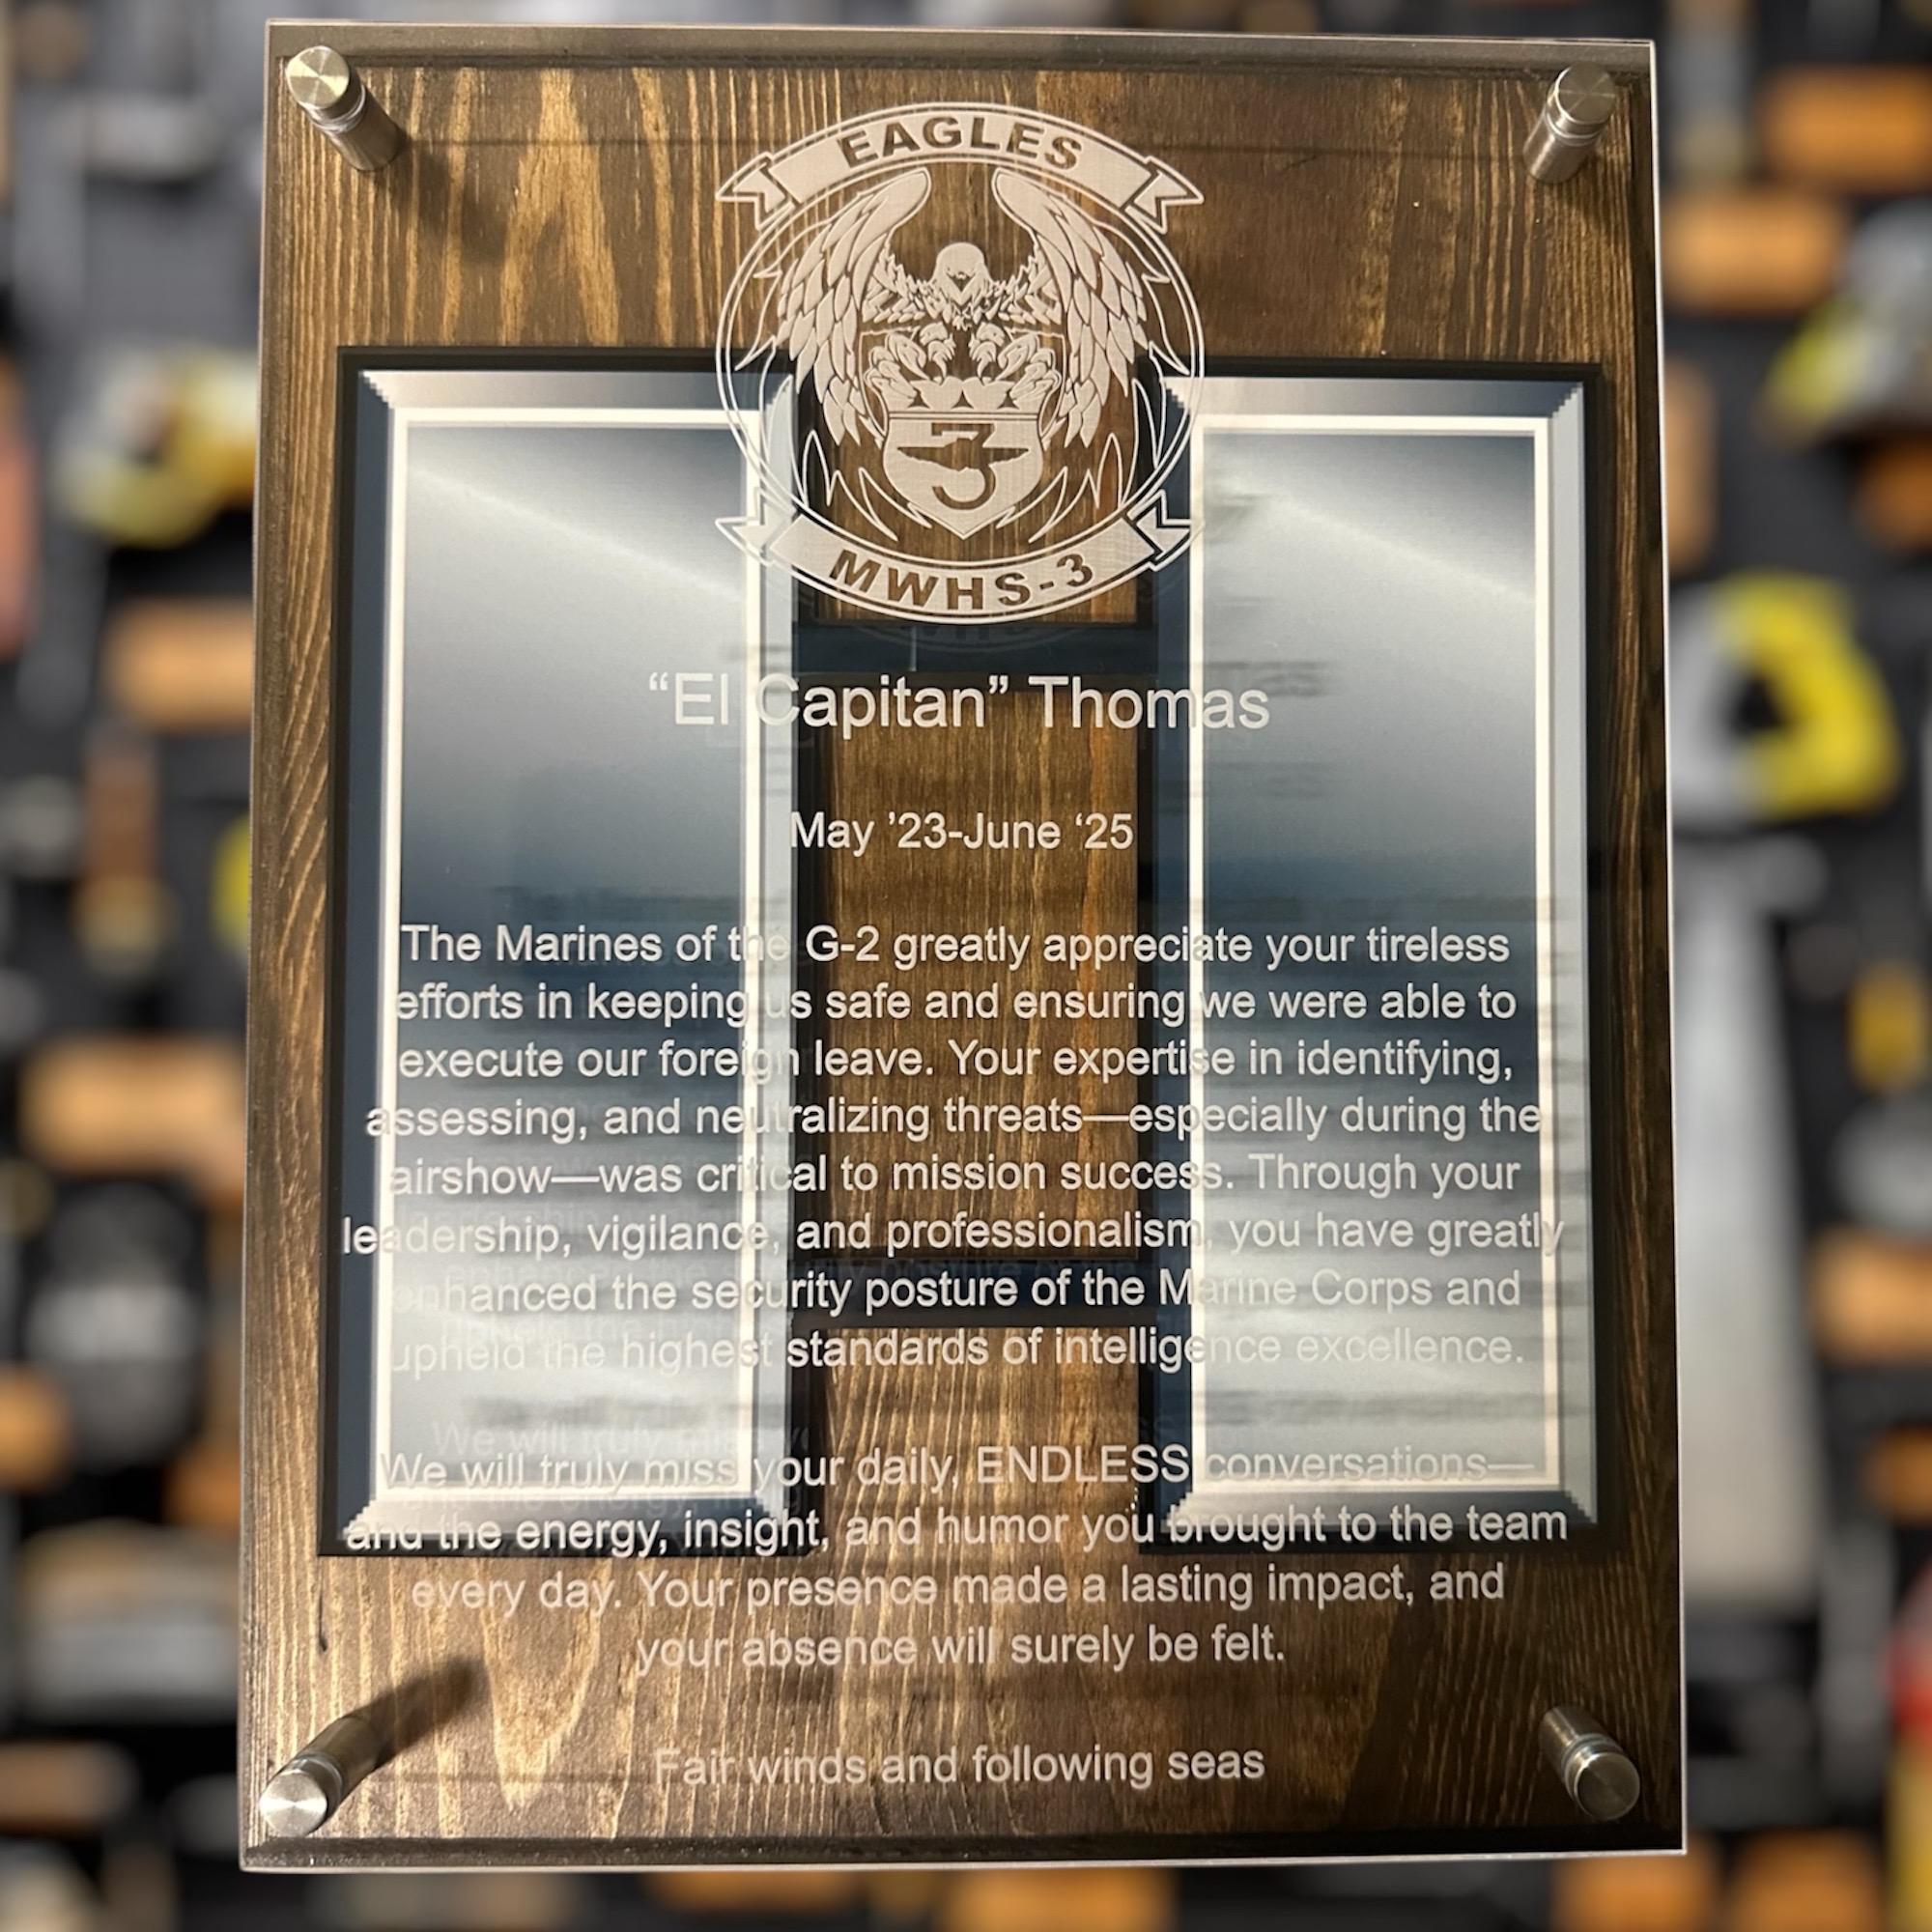 EAGLES
3
MWHS-3
“El Capitan” Thomas
May ’23-June ‘25
The Marines of the G-2 greatly appreciate your tireless
efforts in keeping us safe and ensuring we were able to
execute our foreign leave. Your expertise in identifying,
assessing, and neutralizing threats—especially during the
airshow—was critical to mission success. Through your
leadership, vigilance, and professionalism, you have greatly
enhanced the security posture of the Marine Corps and
upheld the highest standards of intelligence excellence.
We will truly miss your daily, ENDLESS conversations—
and the energy, insight, and humor you brought to the team
every day. Your presence made a lasting impact, and
your absence will surely be felt.
Fair winds and following seas